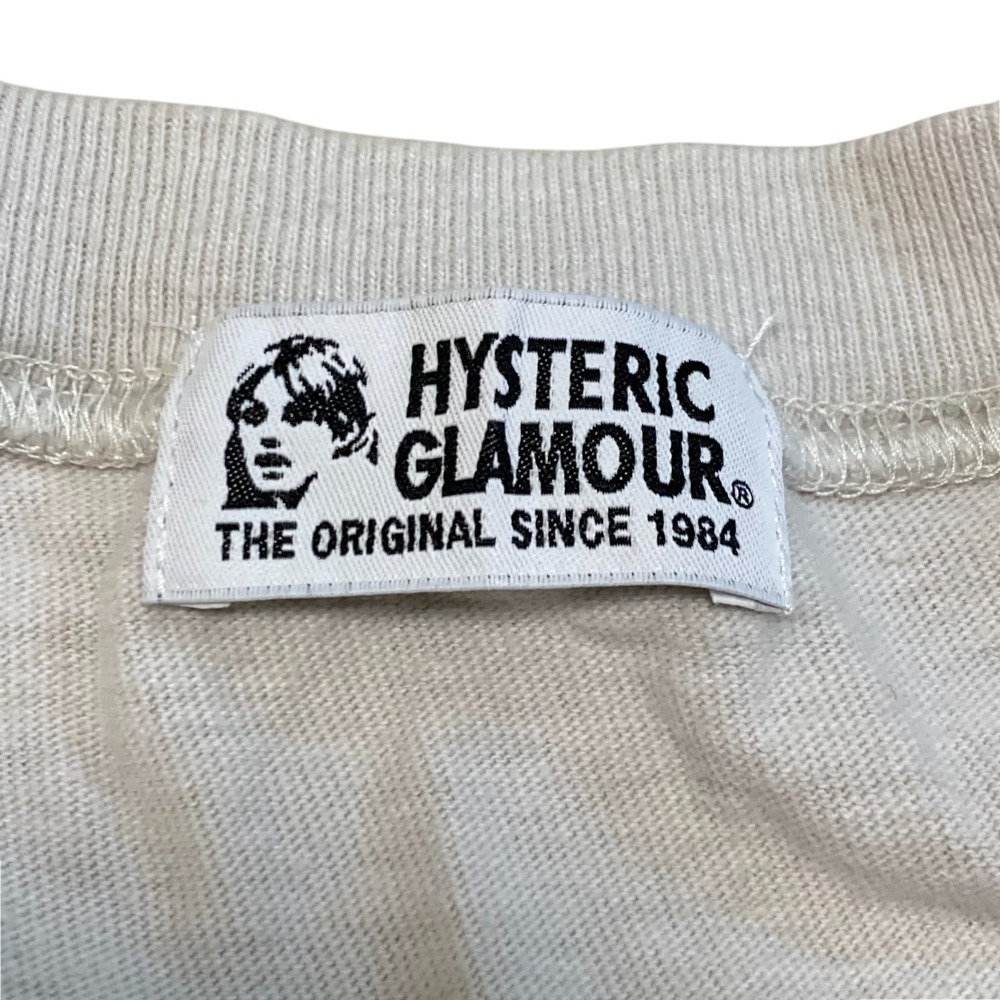 HYSTERIC
GLAMOUR®
THE ORIGINAL SINCE 1984